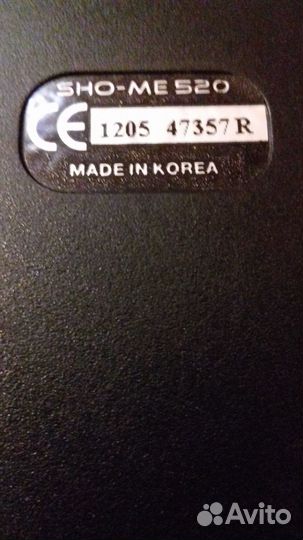 SHO-ME 520
CE 1205 47357 R
MADE IN KOREA
Avito